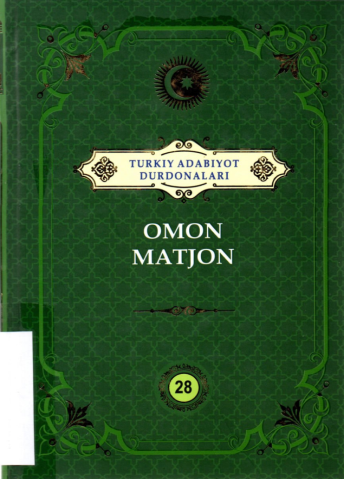 TURKIY ADABIYOT
DURDONALARI
OMON
MATJON
28